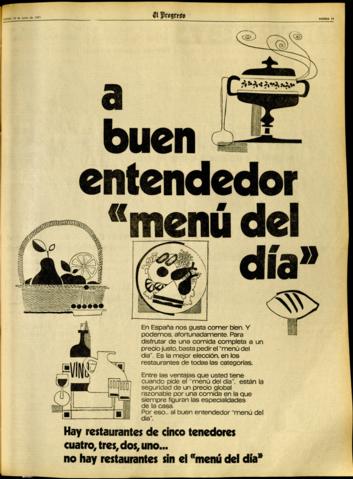 El Progreso
a
buen
entendedor
“menú del
día”
VINO
En España nos gusta comer bien. Y
podemos, afortunadamente. Para
disfrutar de una comida completa a un
precio justo, basta pedir el "menú del
día". Es la mejor elección, en los
restaurantes de todas las categorías.
Entre las ventajas que usted tiene
cuando pide el "menú del día", están la
seguridad de un precio global
razonable por una comida en la que
siempre figuran las especialidades
de la casa.
Por eso.. al buen entendedor "menú del
día".
Hay restaurantes de cinco tenedores
cuatro, tres, dos, uno...
no hay restaurantes sin el “menú del día”